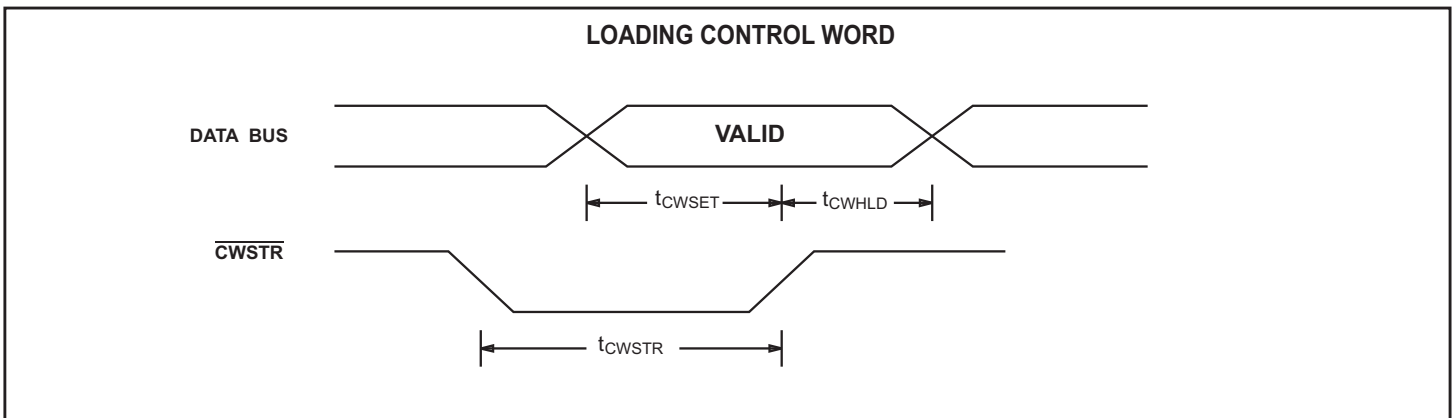 LOADING CONTROL WORD
DATA BUS
VALID
tCWSET
tCWHLD
CWSTR
tCWSTR